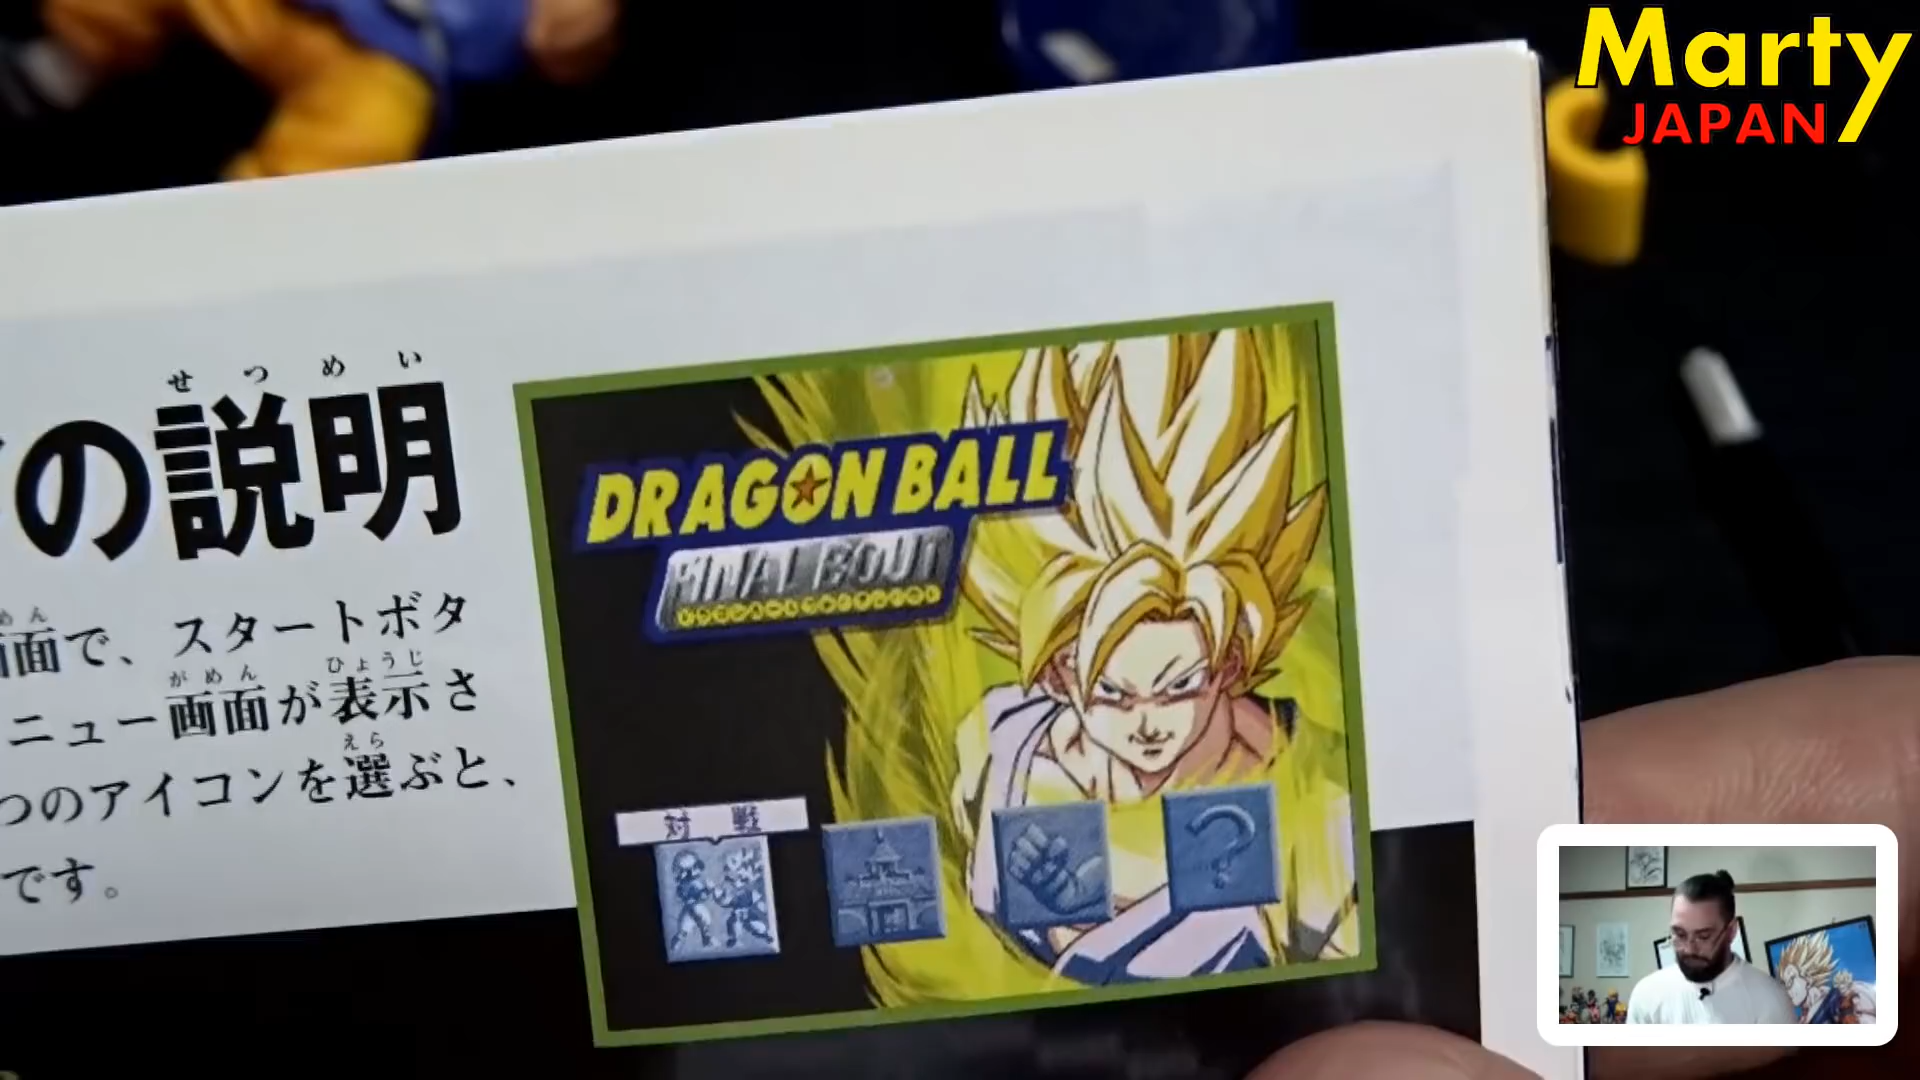 Marty
JAPAN
せつめい
の説明
めん
画面で、スタートボタ
がめん ひょうじ
ニュー画面が表示さ
えら
つのアイコンを選ぶと、
です。
DRAGON BALL
FINAL BOUT
対戦
?